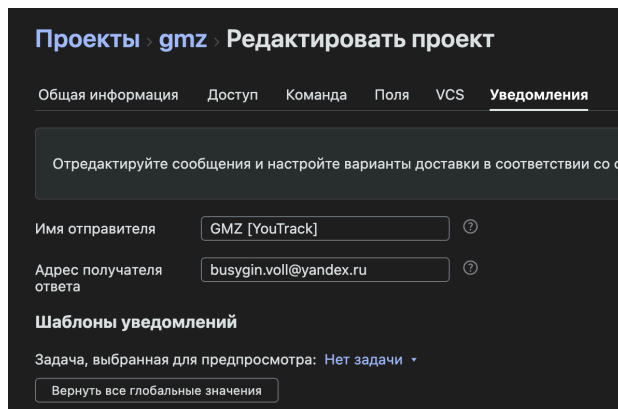 Проекты › gmz › Редактировать проект
Общая информация Доступ Команда Поля VCS Уведомления
Отредактируйте сообщения и настройте варианты доставки в соответствии со
Имя отправителя GMZ [YouTrack] ?
Адрес получателя busygin.voll@yandex.ru ?
ответа
Шаблоны уведомлений
Задача, выбранная для предпросмотра: Нет задачи
Вернуть все глобальные значения